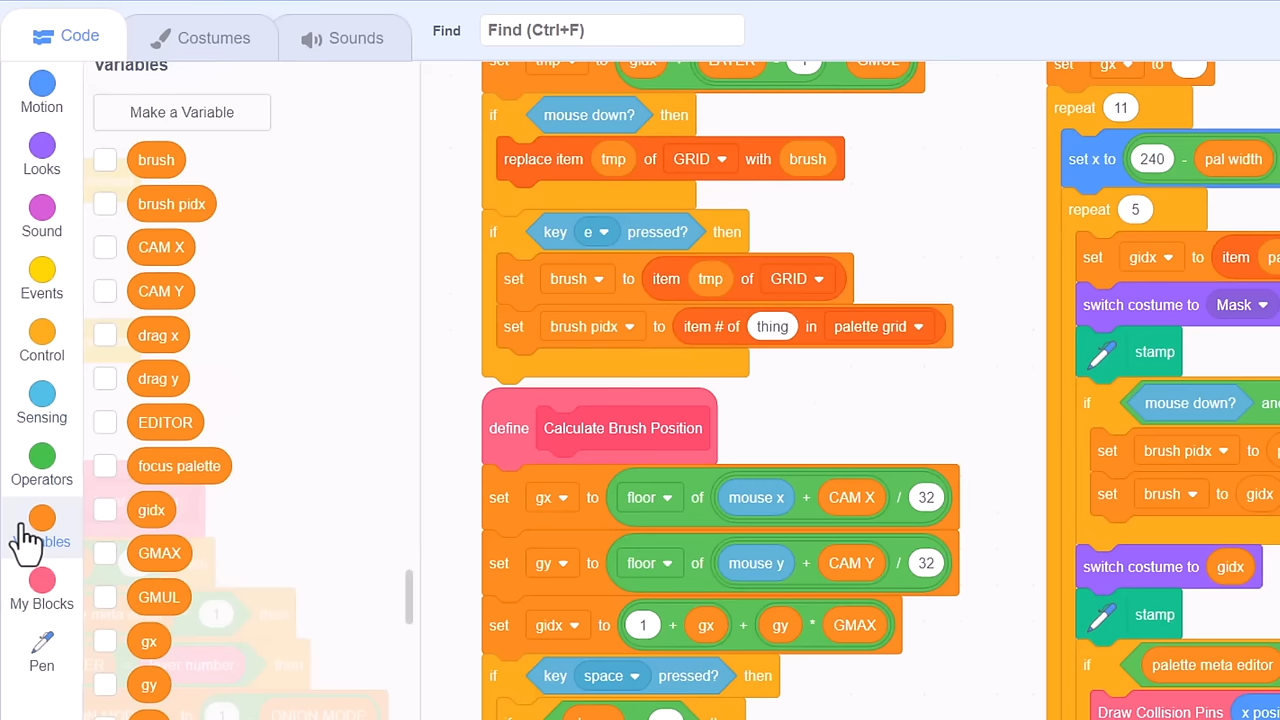 Code
Costumes
Sounds
Find
Find (Ctrl+F)
Motion
Looks
Sound
Events
Control
Sensing
Operators
My Blocks
Pen
Variables
Make a Variable
brush
brush pidx
CAM X
CAM Y
drag x
drag y
EDITOR
focus palette
gidx
GMAX
GMUL
gx
gy
set tmp to gidx + LAYER - 1 * GMUL
if mouse down? then
replace item tmp of GRID with brush
if key e pressed? then
set brush to item tmp of GRID
set brush pidx to item # of thing in palette grid
define Calculate Brush Position
set gx to floor of mouse x + CAM X / 32
set gy to floor of mouse y + CAM Y / 32
set gidx to 1 + gx + gy * GMAX
if key space pressed? then
set gx to
repeat 11
set x to 240 - pal width
repeat 5
set gidx to item
switch costume to Mask
stamp
if mouse down?
set brush pidx to
set brush to gidx
switch costume to gidx
stamp
if palette meta editor
Draw Collision Pins